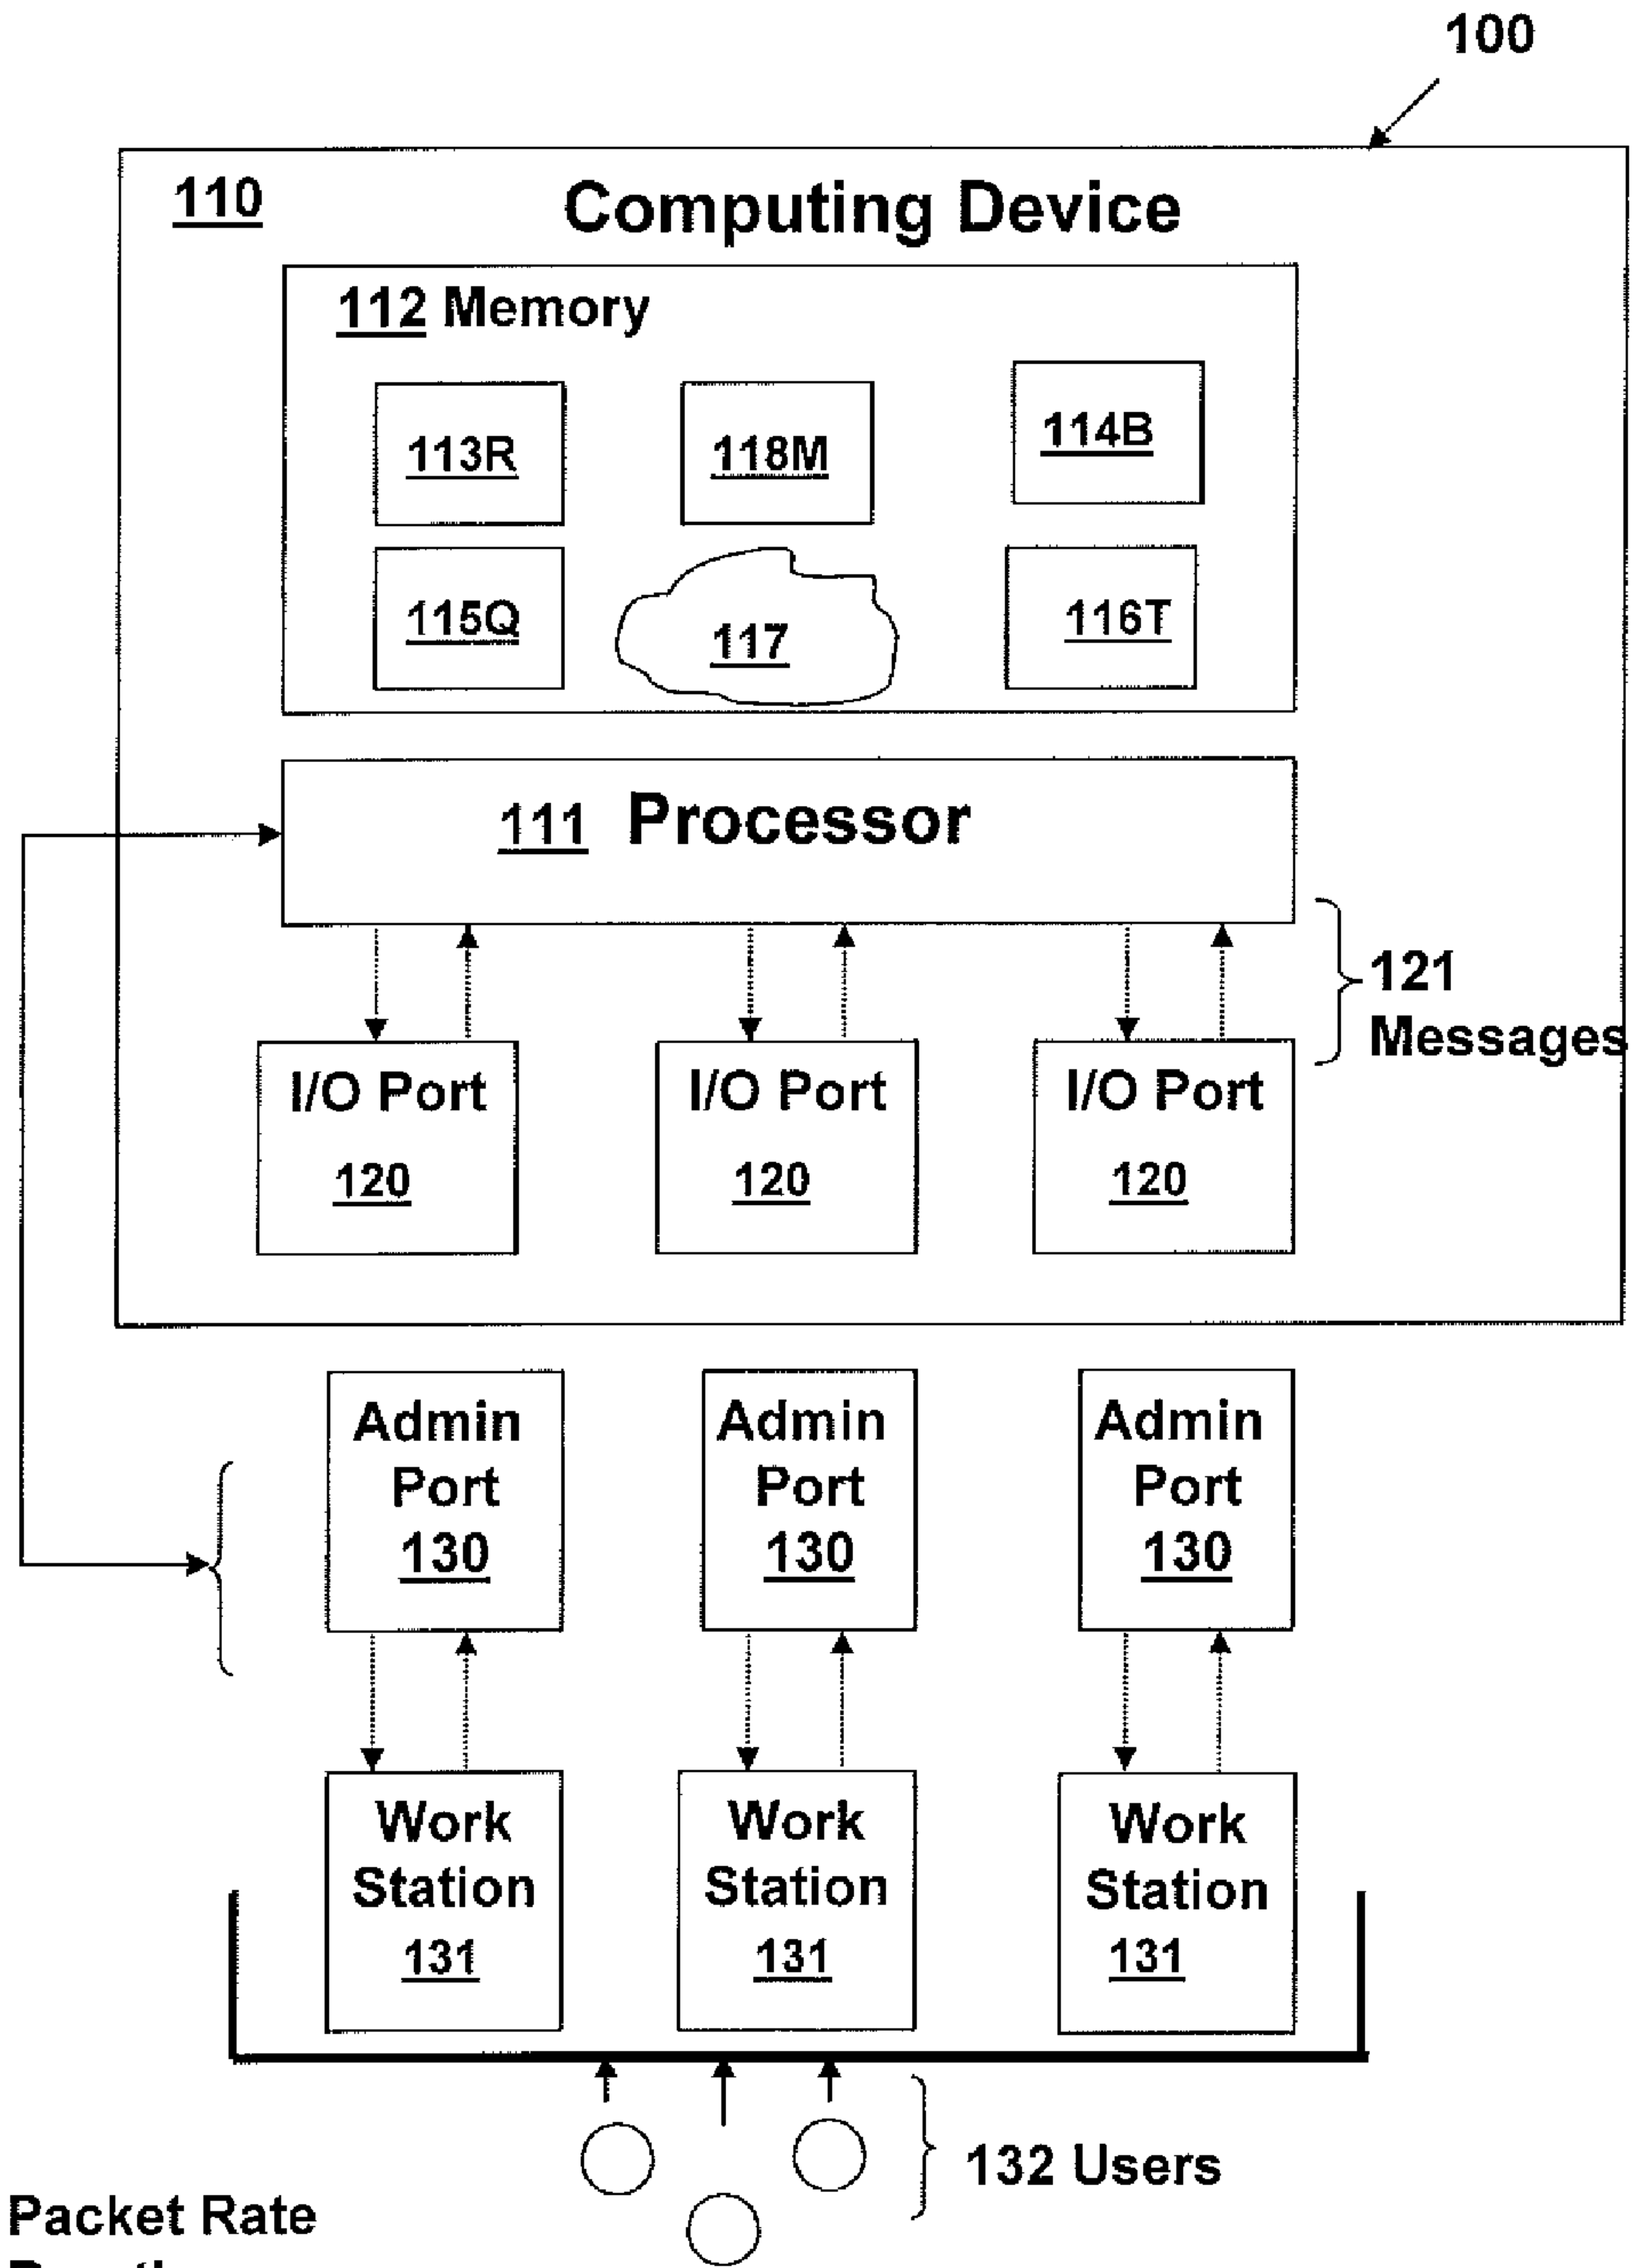 100
110 Computing Device
112 Memory
113R 118M 114B
115Q 117 116T
111 Processor
121
Messages
I/O Port I/O Port I/O Port
120 120 120
Admin Admin Admin
Port Port Port
130 130 130
Work Work Work
Station Station Station
131 131 131
132 Users
Packet Rate